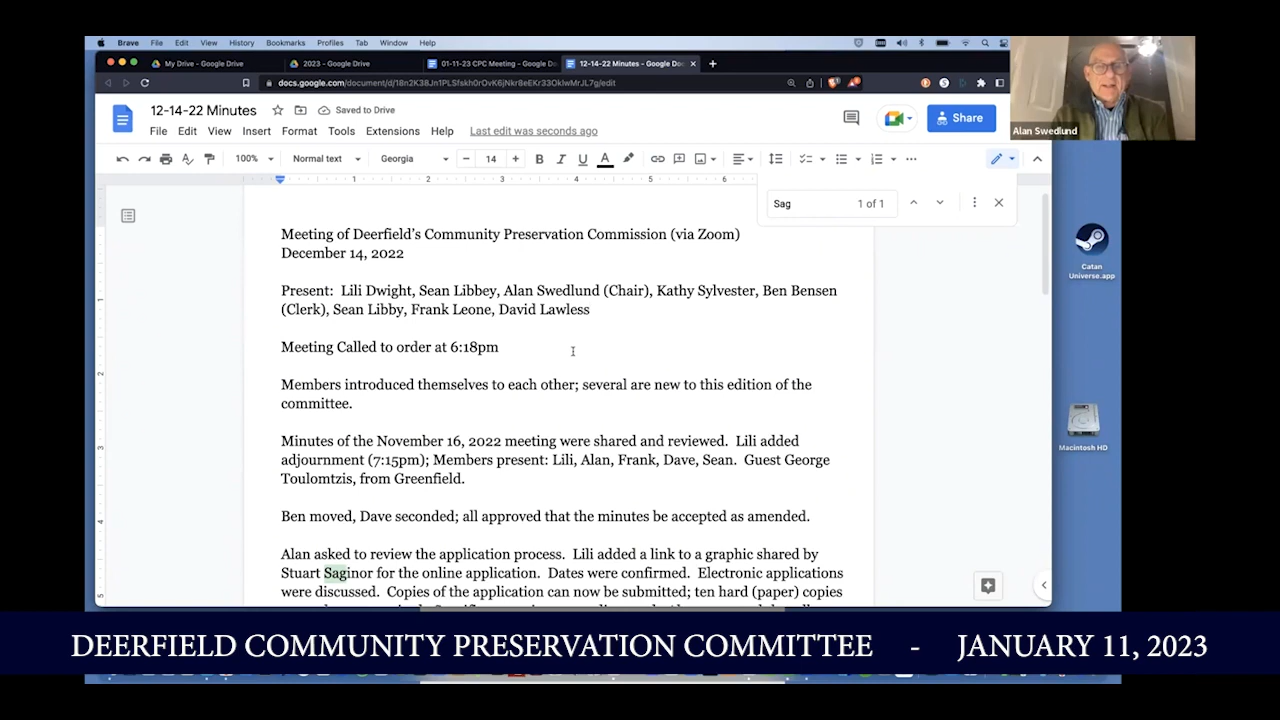 Brave File Edit View History Bookmarks Profiles Tab Window Help
My Drive - Google Drive
2023 - Google Drive
01-11-23 CPC Meeting - Google Do
12-14-22 Minutes - Google Do
12-14-22 Minutes
Saved to Drive
File Edit View Insert Format Tools Extensions Help
Last edit was seconds ago
Share
Alan Swedlund
100% Normal text Georgia 14 B I U A
1 2 3 4 5 6
Sag 1 of 1
Meeting of Deerfield's Community Preservation Commission (via Zoom)
December 14, 2022
Present: Lili Dwight, Sean Libbey, Alan Swedlund (Chair), Kathy Sylvester, Ben Bensen
(Clerk), Sean Libby, Frank Leone, David Lawless
Meeting Called to order at 6:18pm
Members introduced themselves to each other; several are new to this edition of the
committee.
Minutes of the November 16, 2022 meeting were shared and reviewed. Lili added
adjournment (7:15pm); Members present: Lili, Alan, Frank, Dave, Sean. Guest George
Toulomtzis, from Greenfield.
Ben moved, Dave seconded; all approved that the minutes be accepted as amended.
Alan asked to review the application process. Lili added a link to a graphic shared by
Stuart Saginor for the online application. Dates were confirmed. Electronic applications
were discussed. Copies of the application can now be submitted; ten hard (paper) copies
Catan
Universe.app
Macintosh HD
DEERFIELD COMMUNITY PRESERVATION COMMITTEE - JANUARY 11, 2023